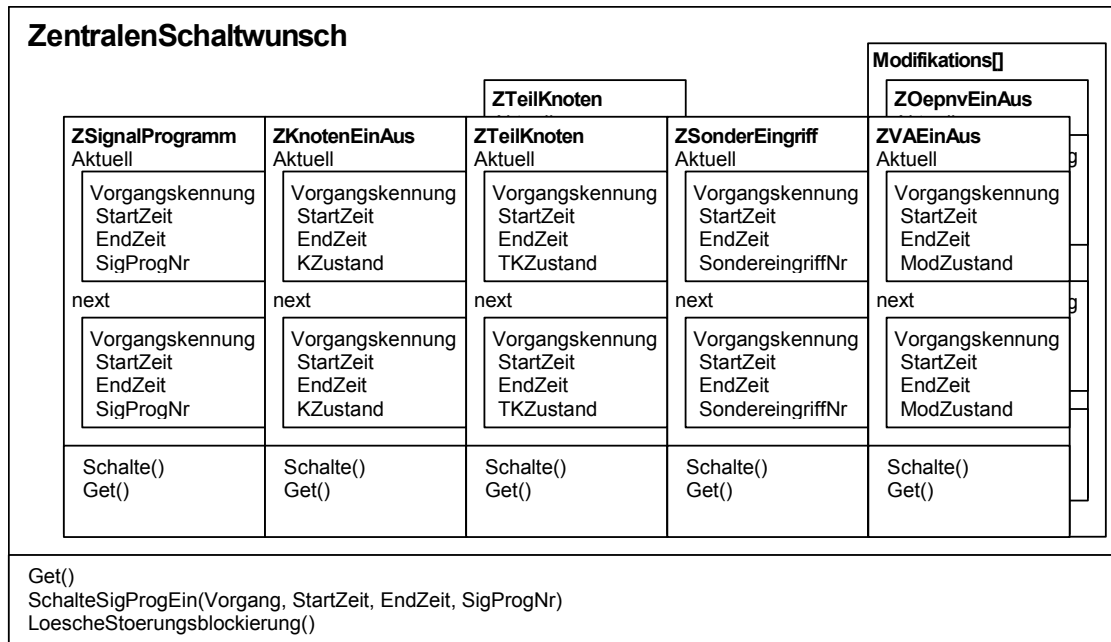 ZentralenSchaltwunsch
Modifikations[]
ZTeilKnoten
ZOepnvEinAus
ZSignalProgramm
Aktuell
Vorgangskennung
StartZeit
EndZeit
SigProgNr
next
Vorgangskennung
StartZeit
EndZeit
SigProgNr
Schalte()
Get()
ZKnotenEinAus
Aktuell
Vorgangskennung
StartZeit
EndZeit
KZustand
next
Vorgangskennung
StartZeit
EndZeit
KZustand
Schalte()
Get()
ZTeilKnoten
Aktuell
Vorgangskennung
StartZeit
EndZeit
TKZustand
next
Vorgangskennung
StartZeit
EndZeit
TKZustand
Schalte()
Get()
ZSonderEingriff
Aktuell
Vorgangskennung
StartZeit
EndZeit
SondereingriffNr
next
Vorgangskennung
StartZeit
EndZeit
SondereingriffNr
Schalte()
Get()
ZVAEinAus
Aktuell
Vorgangskennung
StartZeit
EndZeit
ModZustand
next
Vorgangskennung
StartZeit
EndZeit
ModZustand
Schalte()
Get()
Get()
SchalteSigProgEin(Vorgang, StartZeit, EndZeit, SigProgNr)
LoescheStoerungsblockierung()